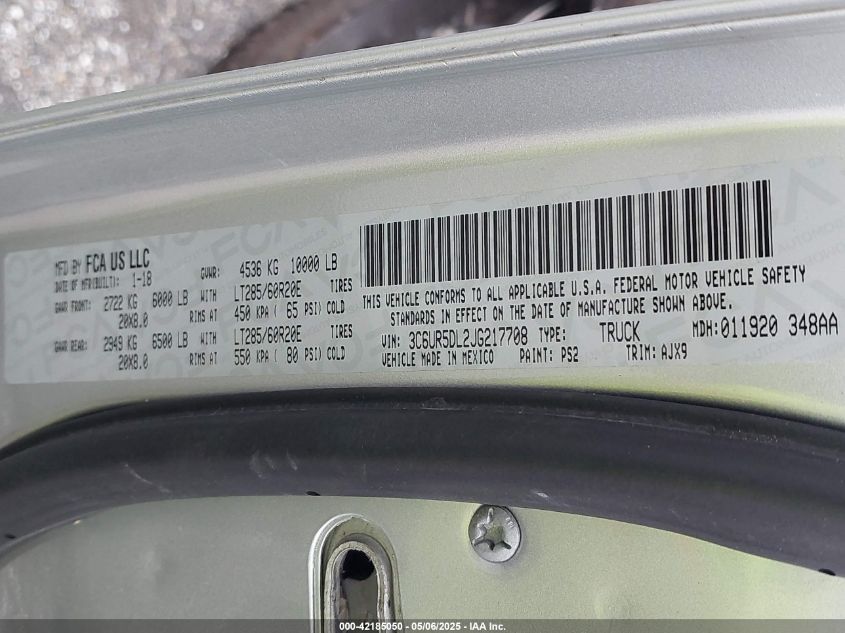 MFD BY FCA US LLC
DATE OF MFR(BUILT): 1-18
GVWR: 4536 KG 10000 LB
GAWR FRONT: 2722 KG 6000 LB WITH LT285/60R20E TIRES
20X8.0 RIMS AT 450 KPA ( 65 PSI) COLD
GAWR REAR: 2949 KG 6500 LB WITH LT285/60R20E TIRES
20X8.0 RIMS AT 550 KPA ( 80 PSI) COLD
THIS VEHICLE CONFORMS TO ALL APPLICABLE U.S.A. FEDERAL MOTOR VEHICLE SAFETY
STANDARDS IN EFFECT ON THE DATE OF MANUFACTURE SHOWN ABOVE.
VIN: 3C6UR5DL2JG217708 TYPE: TRUCK MDH:011920 348AA
VEHICLE MADE IN MEXICO PAINT: PS2 TRIM: AJX9
000-42185050 - 05/06/2025 - IAA Inc.